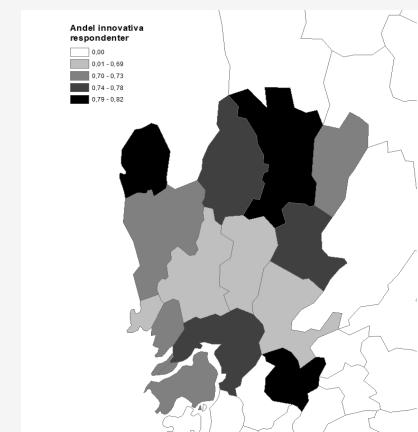 Andel innovativa
respondenter
0,00
0,01 - 0,69
0,70 - 0,73
0,74 - 0,78
0,79 - 0,82